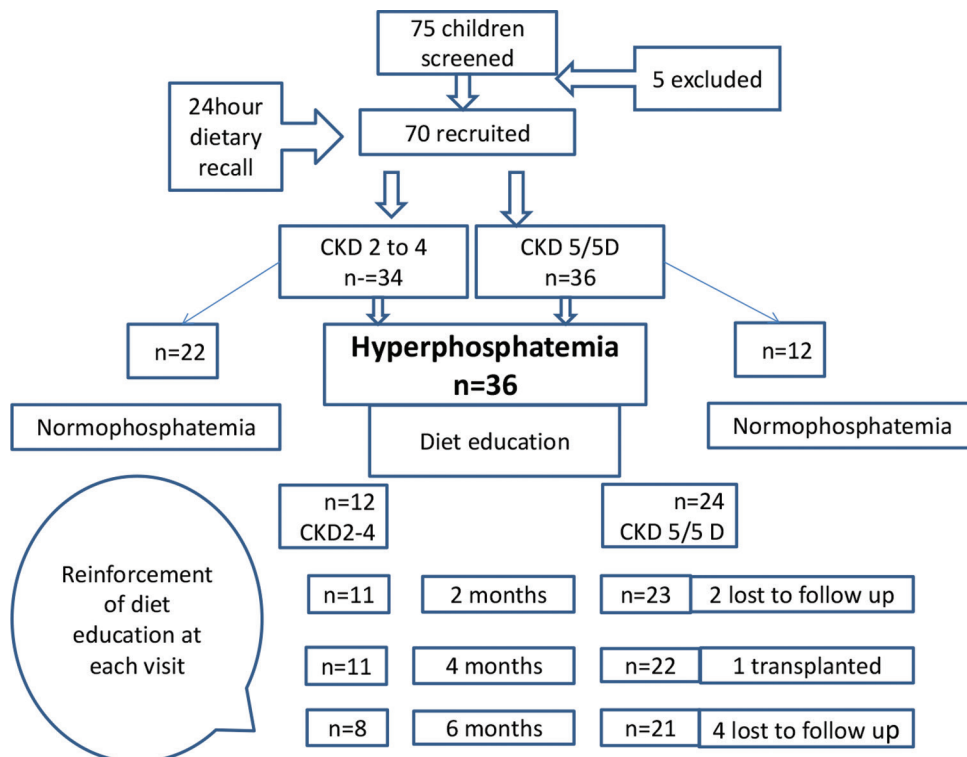 75 children
screened
5 excluded
24hour
dietary
recall
70 recruited
CKD 2 to 4
n-=34
CKD 5/5D
n=36
n=22
Hyperphosphatemia
n=36
n=12
Normophosphatemia
Diet education
Normophosphatemia
n=12
CKD2-4
n=24
CKD 5/5 D
Reinforcement
of diet
education at
each visit
n=11
2 months
n=23
2 lost to follow up
n=11
4 months
n=22
1 transplanted
n=8
6 months
n=21
4 lost to follow up